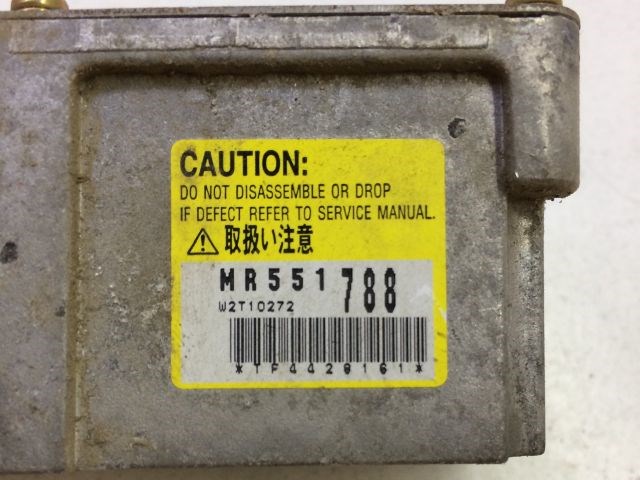 CAUTION:
DO NOT DISASSEMBLE OR DROP
IF DEFECT REFER TO SERVICE MANUAL.
取扱い注意
MR551788
W2T10272
*TF4429161*